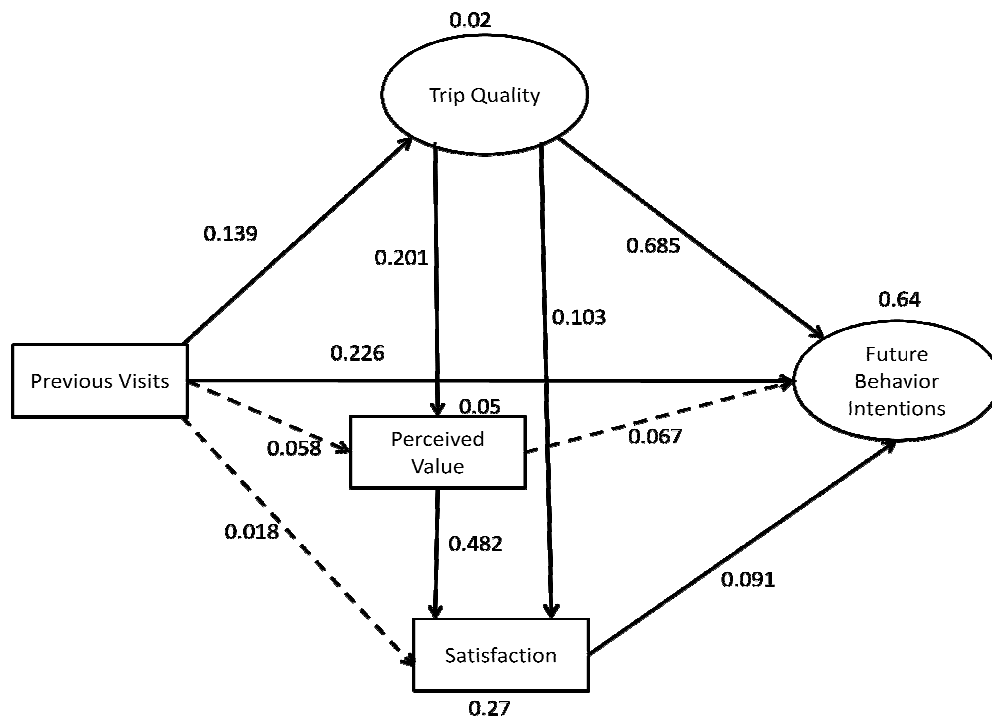 0.02
Trip Quality
0.139
0.201
0.685
0.103
0.64
0.226
Previous Visits
Future
Behavior
Intentions
0.05
Perceived
Value
0.058
0.067
0.018
0.482
0.091
Satisfaction
0.27